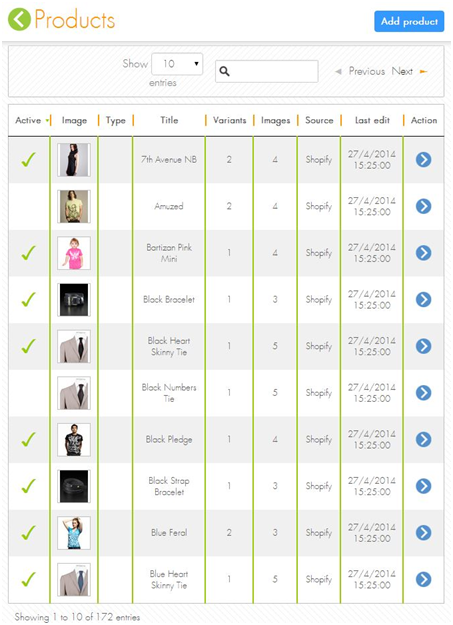 Products
Add product
Show 10
entries
Previous Next
Active Image Type Title Variants Images Source Last edit Action
7th Avenue NB 2 4 Shopify 27/4/2014 15:25:00
Amuzed 2 4 Shopify 27/4/2014 15:25:00
Bartizan Pink Mini 1 4 Shopify 27/4/2014 15:25:00
Black Bracelet 1 3 Shopify 27/4/2014 15:25:00
Black Heart Skinny Tie 1 5 Shopify 27/4/2014 15:25:00
Black Numbers Tie 1 5 Shopify 27/4/2014 15:25:00
Black Pledge 1 4 Shopify 27/4/2014 15:25:00
Black Strap Bracelet 1 3 Shopify 27/4/2014 15:25:00
Blue Feral 2 3 Shopify 27/4/2014 15:25:00
Blue Heart Skinny Tie 1 5 Shopify 27/4/2014 15:25:00
Showing 1 to 10 of 172 entries